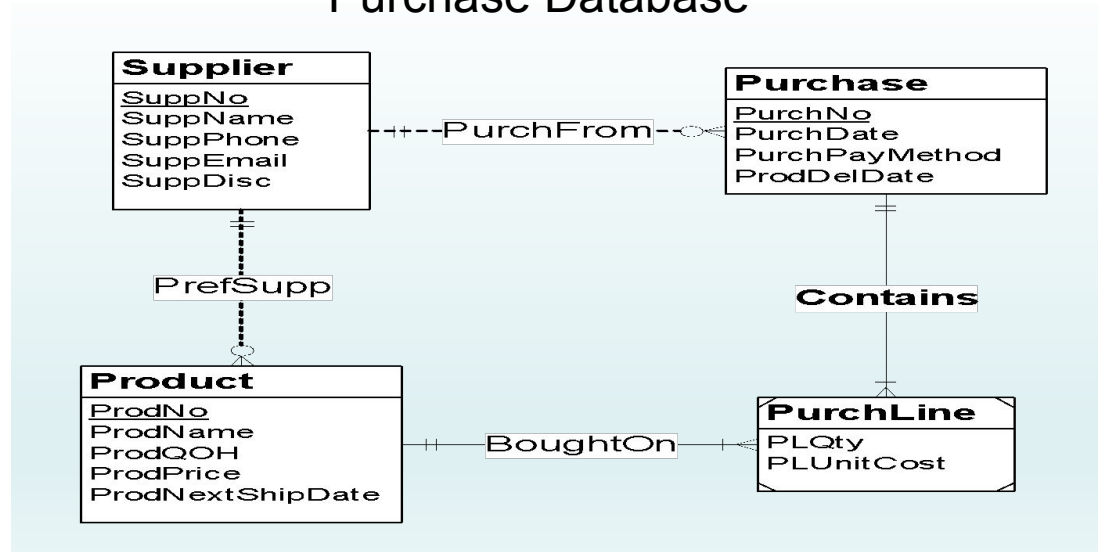 Purchase Database
Supplier
SuppNo
SuppName
SuppPhone
SuppEmail
SuppDisc
PurchFrom
Purchase
PurchNo
PurchDate
PurchPayMethod
ProdDelDate
PrefSupp
Contains
Product
ProdNo
ProdName
ProdQOH
ProdPrice
ProdNextShipDate
BoughtOn
PurchLine
PLQty
PLUnitCost